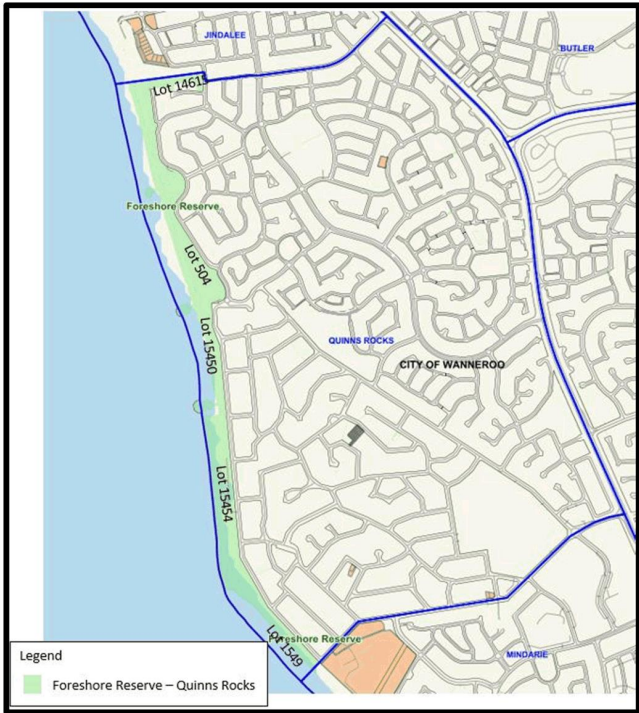 JINDALEE
BUTLER
Lot 14615
Foreshore Reserve
Lot 504
Lot 15450
QUINNS ROCKS
CITY OF WANNEROO
Lot 15454
Foreshore Reserve
Lot 1549
MINDARIE
Legend
Foreshore Reserve – Quinns Rocks